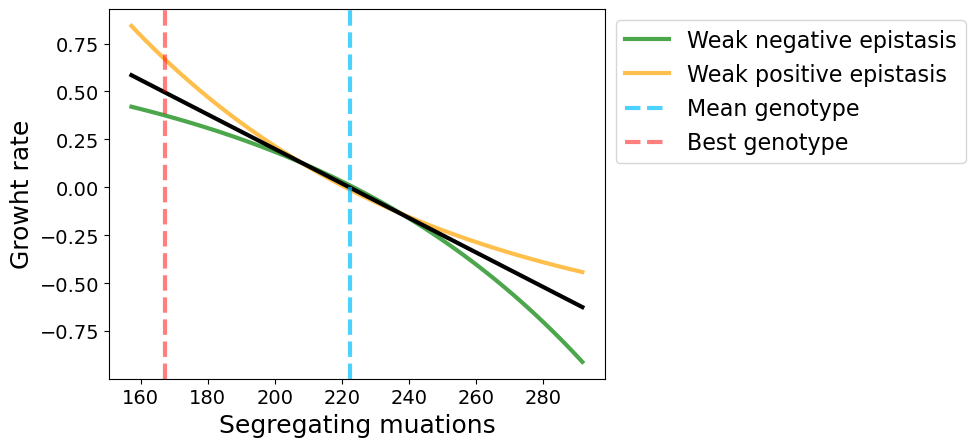 0.75
0.50
0.25
0.00
−0.25
−0.50
−0.75
Growht rate
160 180 200 220 240 260 280
Segregating muations
Weak negative epistasis
Weak positive epistasis
Mean genotype
Best genotype